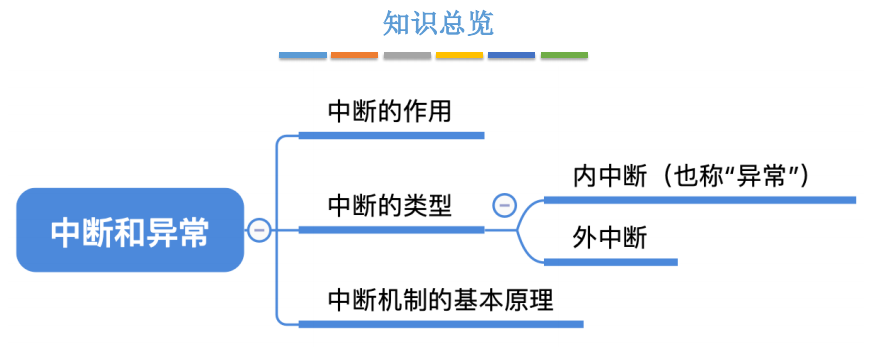 知识总览
中断的作用
中断和异常
中断的类型
内中断（也称“异常”）
外中断
中断机制的基本原理